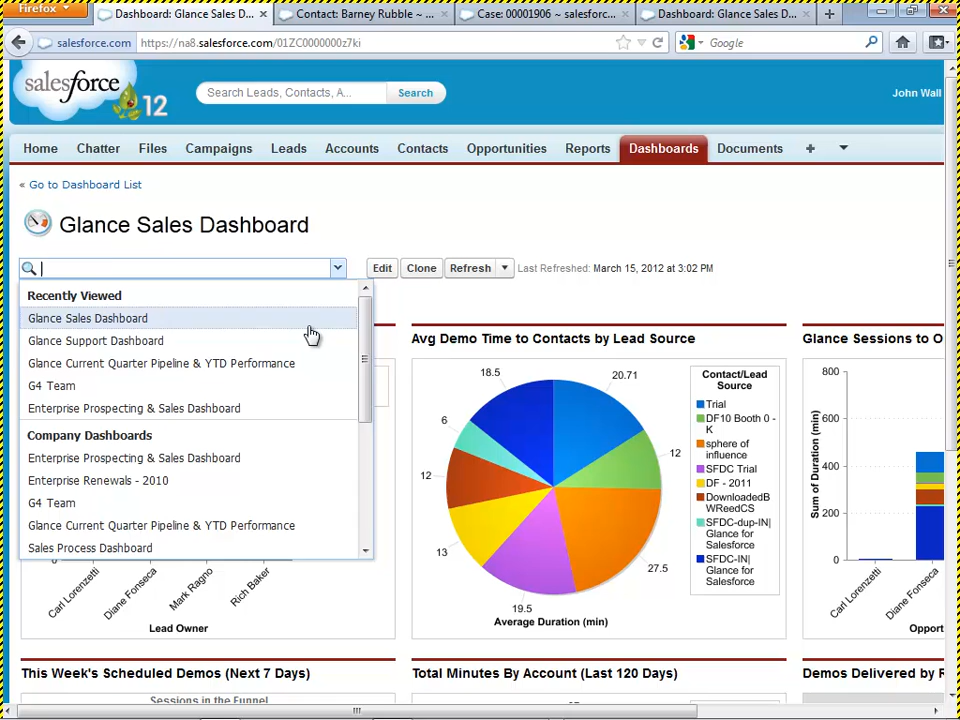 Firefox
Dashboard: Glance Sales D... ×
Contact: Barney Rubble ~ ... ×
Case: 00001906 ~ salesforc... ×
Dashboard: Glance Sales D... ×
+
salesforce.com
https://na8.salesforce.com/01ZC0000000z7ki
Google
salesforce
12
Search Leads, Contacts, A...
Search
John Wall
Home
Chatter
Files
Campaigns
Leads
Accounts
Contacts
Opportunities
Reports
Dashboards
Documents
+
« Go to Dashboard List
Glance Sales Dashboard
Edit
Clone
Refresh
Last Refreshed: March 15, 2012 at 3:02 PM
Recently Viewed
Glance Sales Dashboard
Glance Support Dashboard
Glance Current Quarter Pipeline & YTD Performance
G4 Team
Enterprise Prospecting & Sales Dashboard
Company Dashboards
Enterprise Prospecting & Sales Dashboard
Enterprise Renewals - 2010
G4 Team
Glance Current Quarter Pipeline & YTD Performance
Sales Process Dashboard
0
Carl Lorenzetti
Diane Fonseca
Mark Ragno
Rich Baker
Lead Owner
Avg Demo Time to Contacts by Lead Source
18.5
20.71
6
12
12
13
27.5
19.5
Average Duration (min)
Contact/Lead
Source
Trial
DF10 Booth 0 -
K
sphere of
influence
SFDC Trial
DF - 2011
DownloadedB
WReedCS
SFDC-dup-IN|
Glance for
Salesforce
SFDC-IN|
Glance for
Salesforce
Glance Sessions to O
Sum of Duration (min)
800
600
400
200
0
Carl Lorenzetti
Diane Fonseca
Opport
This Week's Scheduled Demos (Next 7 Days)
Sessions in the Funnel
Total Minutes By Account (Last 120 Days)
Demos Delivered by R